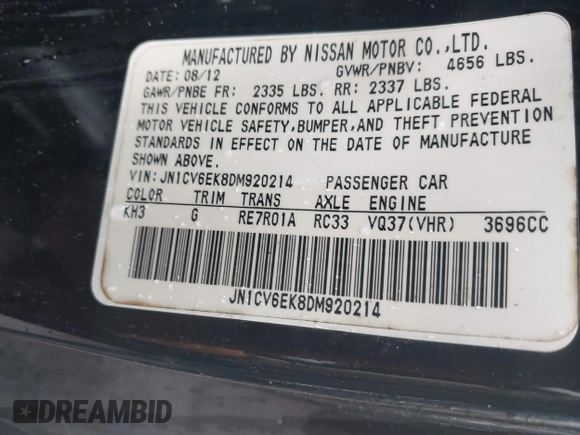 MANUFACTURED BY NISSAN MOTOR CO.,LTD.
DATE: 08/12 GVWR/PNBV: 4656 LBS.
GAWR/PNBE FR: 2335 LBS. RR: 2337 LBS.
THIS VEHICLE CONFORMS TO ALL APPLICABLE FEDERAL
MOTOR VEHICLE SAFETY,BUMPER,AND THEFT PREVENTION
STANDARDS IN EFFECT ON THE DATE OF MANUFACTURE
SHOWN ABOVE.
VIN:JN1CV6EK8DM920214 PASSENGER CAR
COLOR TRIM TRANS AXLE ENGINE
KH3 G RE7R01A RC33 VQ37(VHR) 3696CC
JN1CV6EK8DM920214
DREAMBID